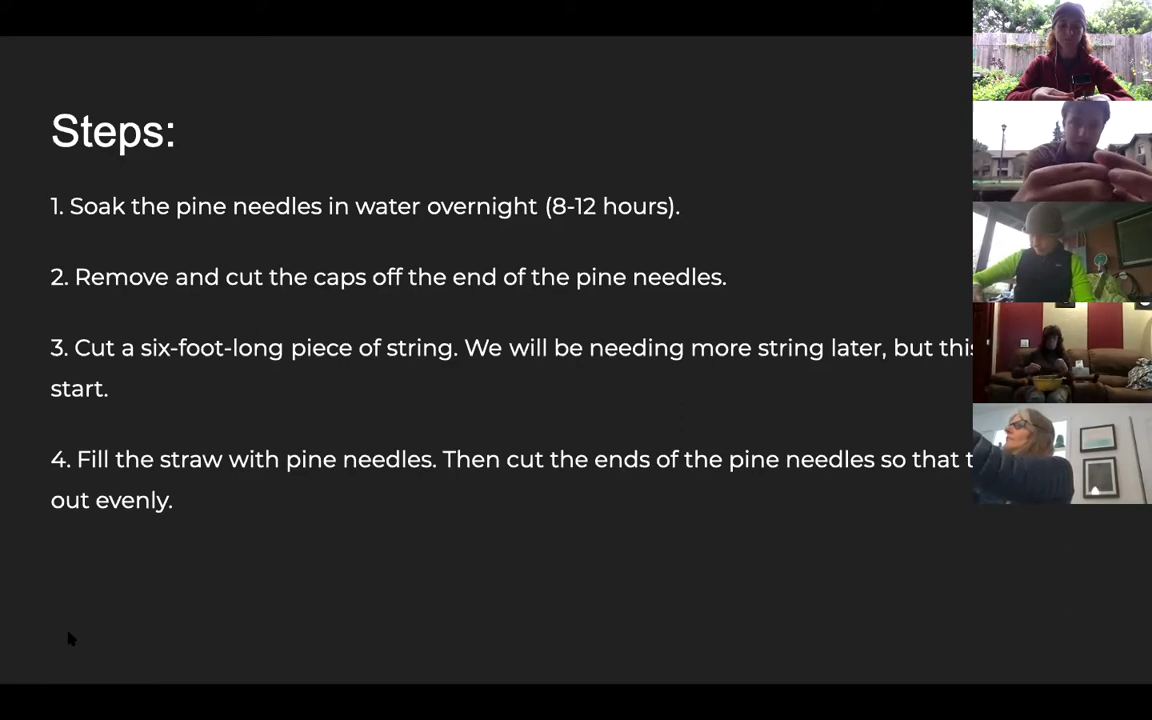 Steps:
1. Soak the pine needles in water overnight (8-12 hours).
2. Remove and cut the caps off the end of the pine needles.
3. Cut a six-foot-long piece of string. We will be needing more string later, but this
start.
4. Fill the straw with pine needles. Then cut the ends of the pine needles so that
out evenly.